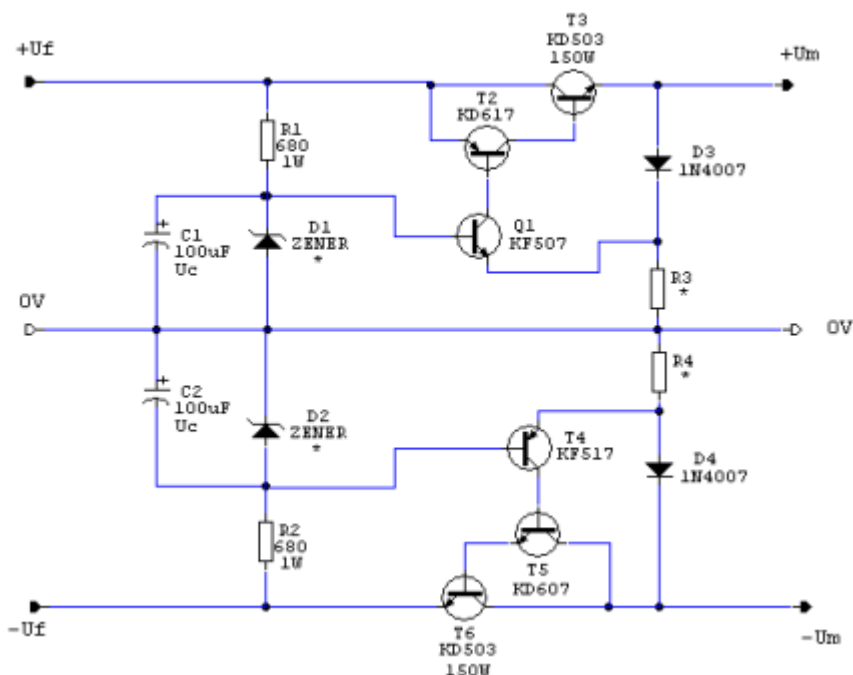 T3
KD503
150W
+Uf
+Um
T2
KD617
R1
680
1W
D3
1N4007
C1
100uF
Uc
+
D1
ZENER
*
Q1
KF507
R3
*
0V
0V
R4
*
C2
100uF
Uc
+
D2
ZENER
*
T4
KF517
D4
1N4007
R2
680
1W
T5
KD607
-Uf
-Um
T6
KD503
150W